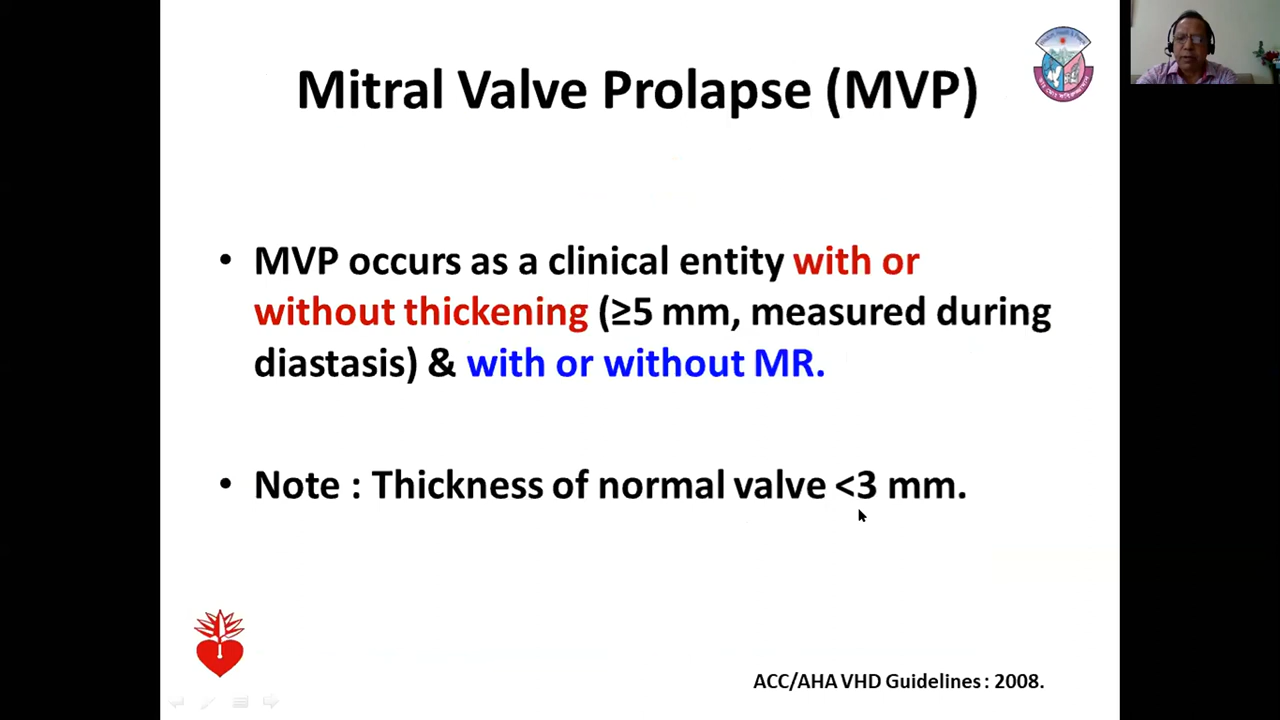 Mitral Valve Prolapse (MVP)
• MVP occurs as a clinical entity with or
without thickening (≥5 mm, measured during
diastasis) & with or without MR.
• Note : Thickness of normal valve <3 mm.
ACC/AHA VHD Guidelines : 2008.